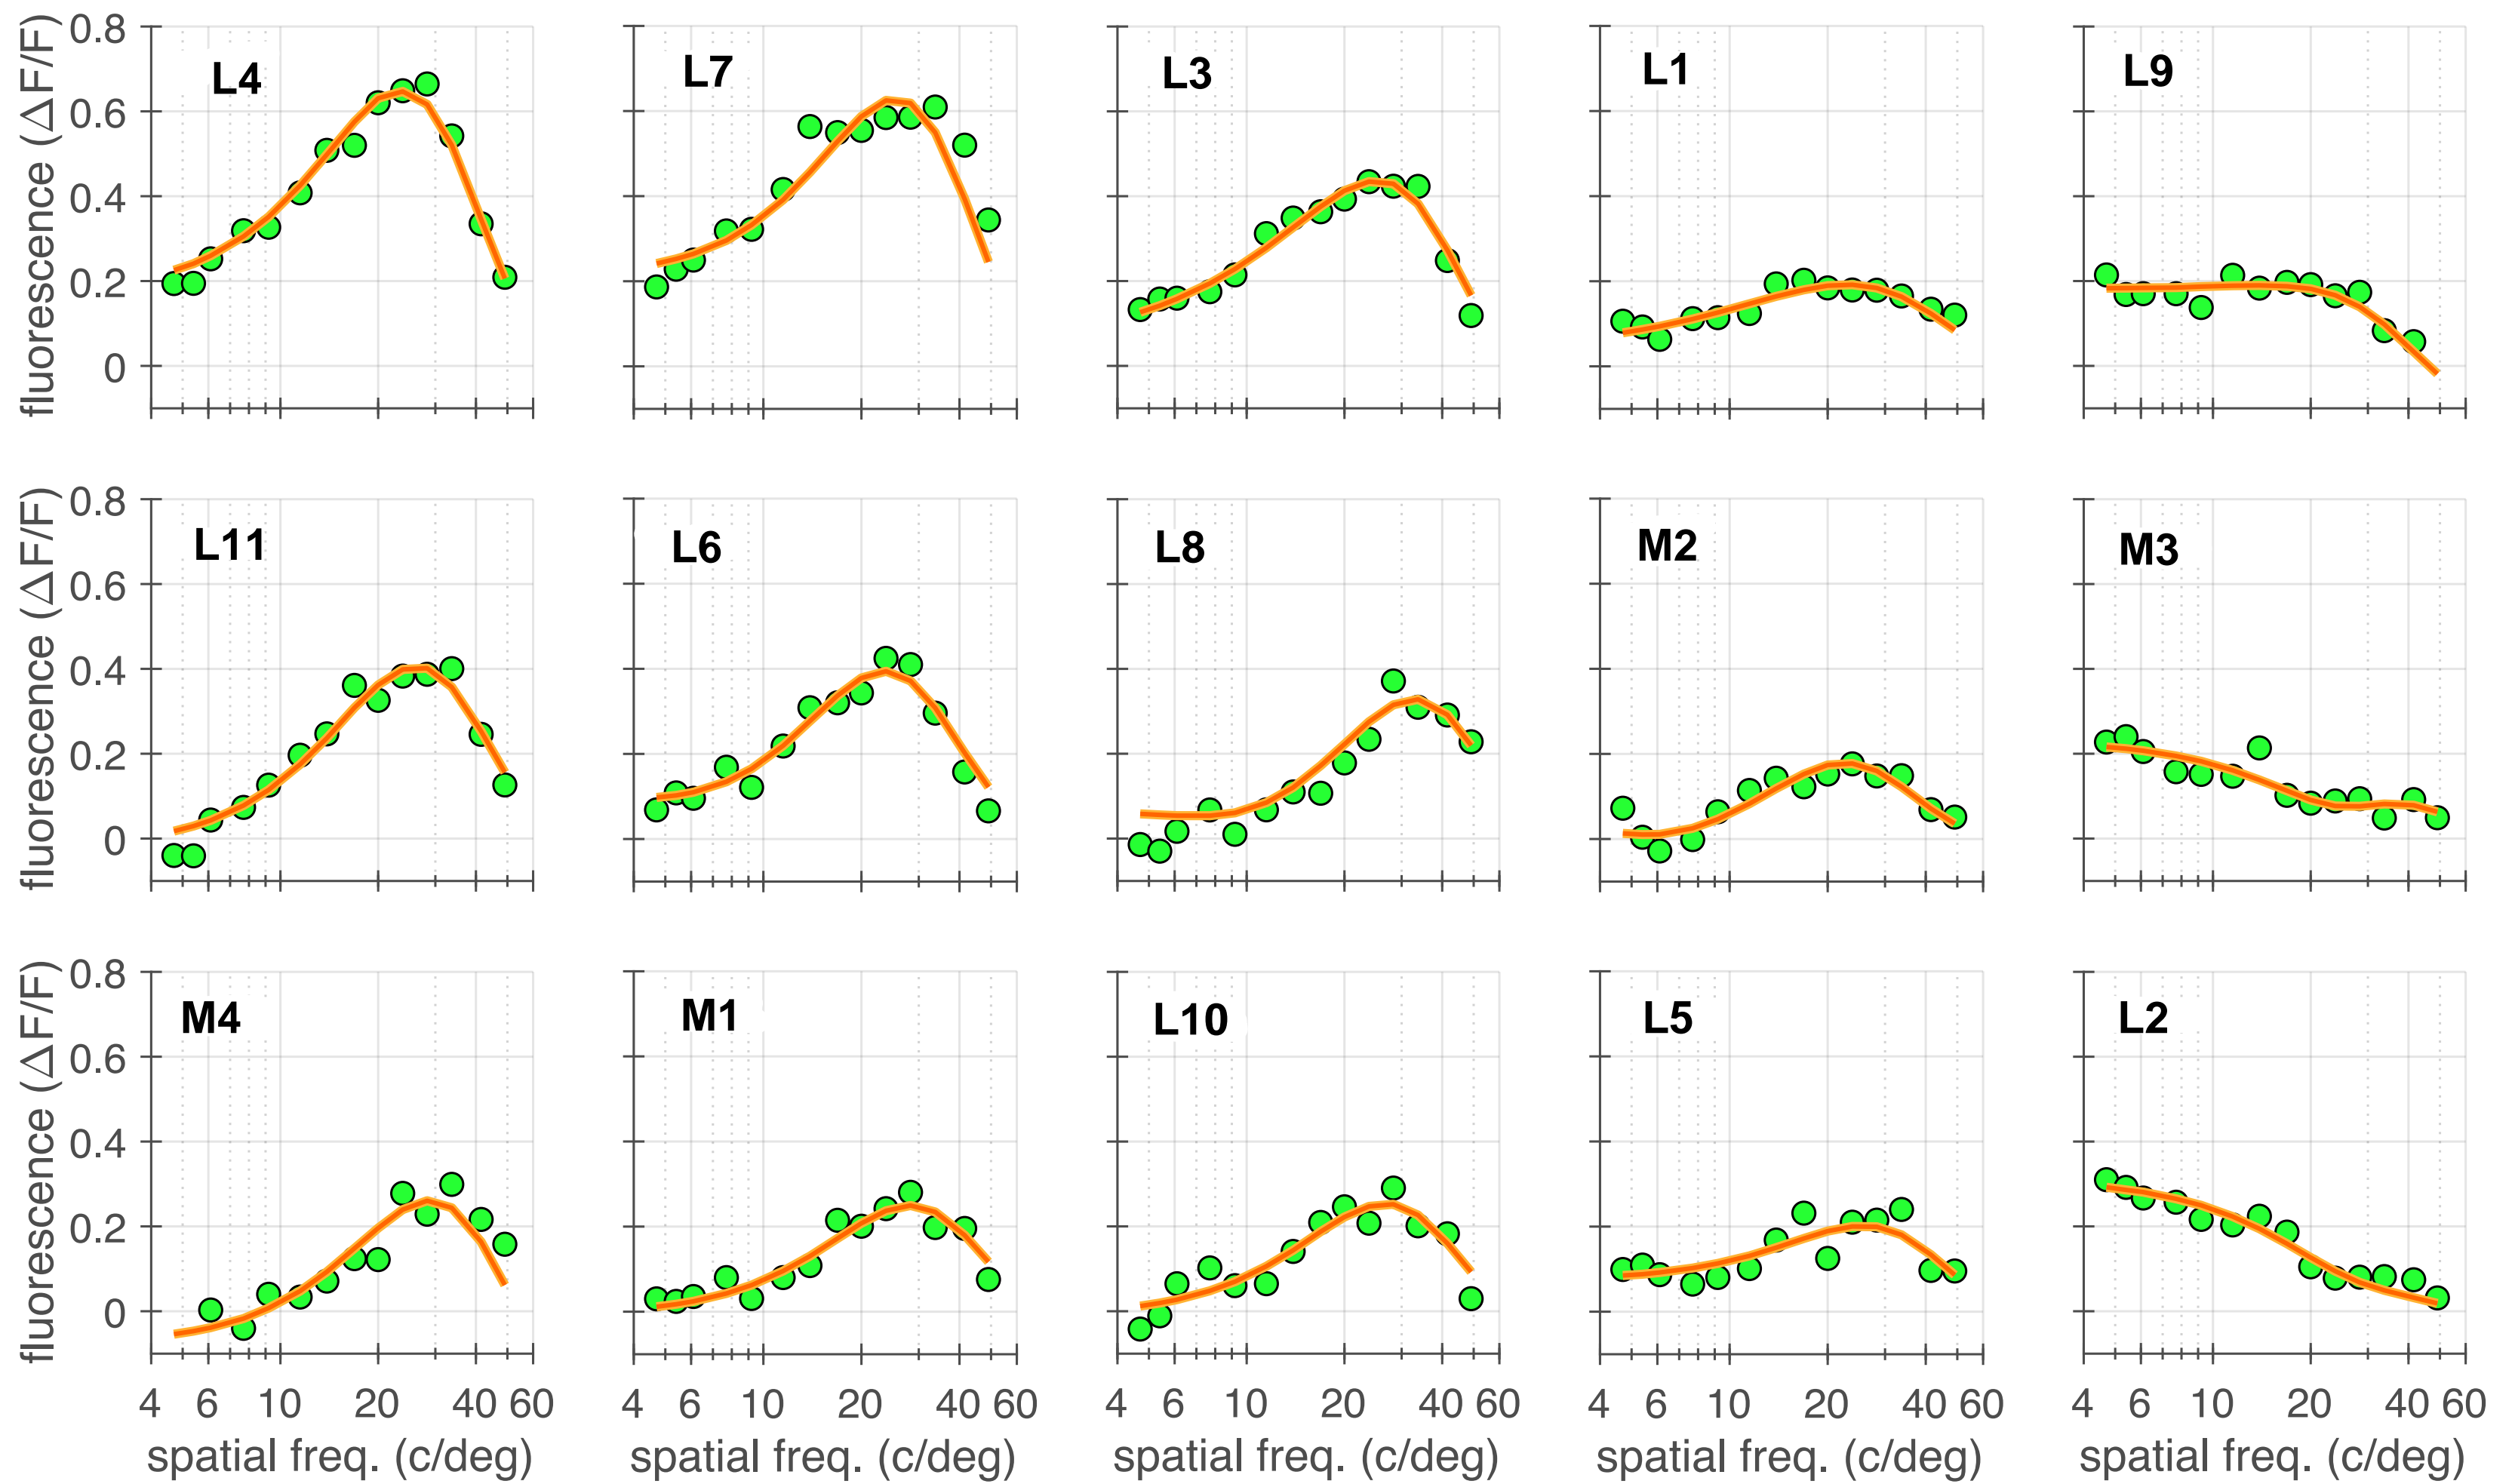 fluorescence (△F/F)
0.8
0.6
0.4
0.2
0
L4
L7
L3
L1
L9
fluorescence (△F/F)
0.8
0.6
0.4
0.2
0
L11
L6
L8
M2
M3
fluorescence (△F/F)
0.8
0.6
0.4
0.2
0
M4
M1
L10
L5
L2
4 6 10 20 40 60
4 6 10 20 40 60
4 6 10 20 40 60
4 6 10 20 40 60
4 6 10 20 40 60
spatial freq. (c/deg)
spatial freq. (c/deg)
spatial freq. (c/deg)
spatial freq. (c/deg)
spatial freq. (c/deg)